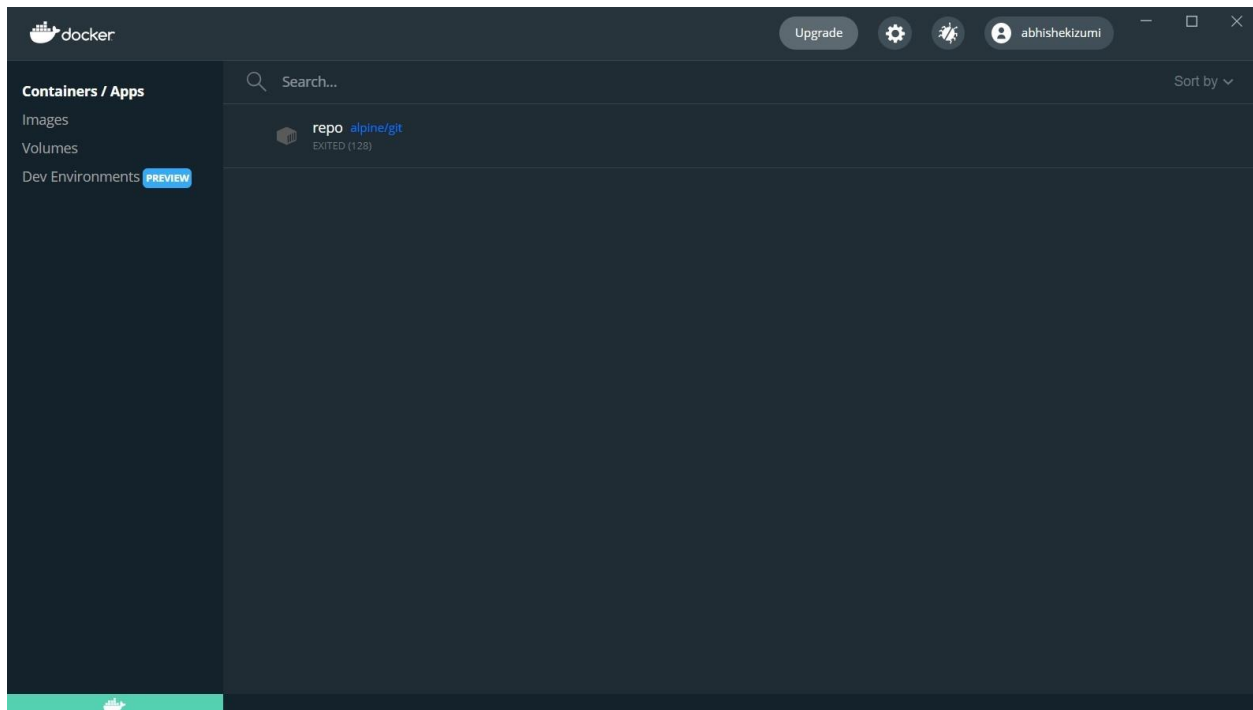 docker
Upgrade
abhishekizumi
Containers / Apps
Images
Volumes
Dev Environments PREVIEW
Search...
Sort by
repo alpine/git
EXITED (128)